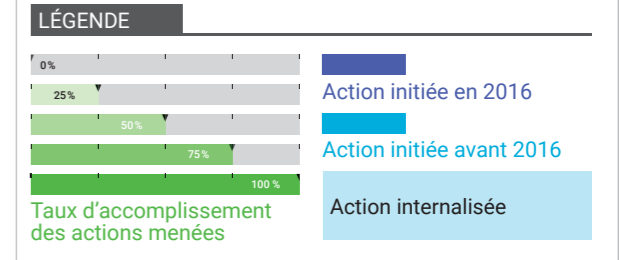 LÉGENDE
0%
25%
50%
75%
100 %
Taux d’accomplissement
des actions menées
Action initiée en 2016
Action initiée avant 2016
Action internalisée